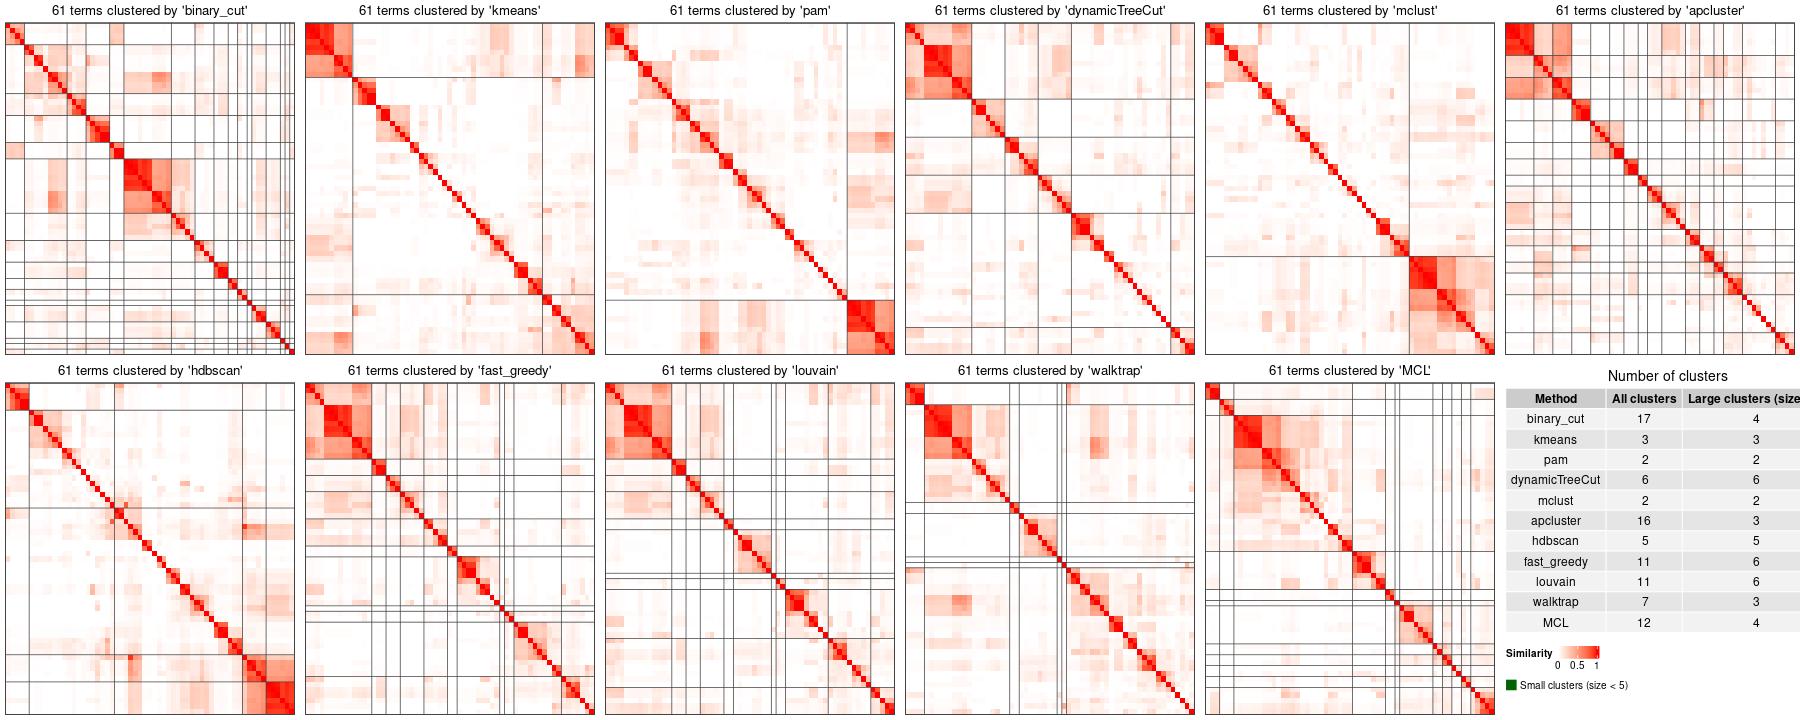 61 terms clustered by 'binary_cut'
61 terms clustered by 'kmeans'
61 terms clustered by 'pam'
61 terms clustered by 'dynamicTreeCut'
61 terms clustered by 'mclust'
61 terms clustered by 'apcluster'
61 terms clustered by 'hdbscan'
61 terms clustered by 'fast_greedy'
61 terms clustered by 'louvain'
61 terms clustered by 'walktrap'
61 terms clustered by 'MCL'
Number of clusters
Method All clusters Large clusters (size
binary_cut 17 4
kmeans 3 3
pam 2 2
dynamicTreeCut 6 6
mclust 2 2
apcluster 16 3
hdbscan 5 5
fast_greedy 11 6
louvain 11 6
walktrap 7 3
MCL 12 4
Similarity
0 0.5 1
Small clusters (size < 5)